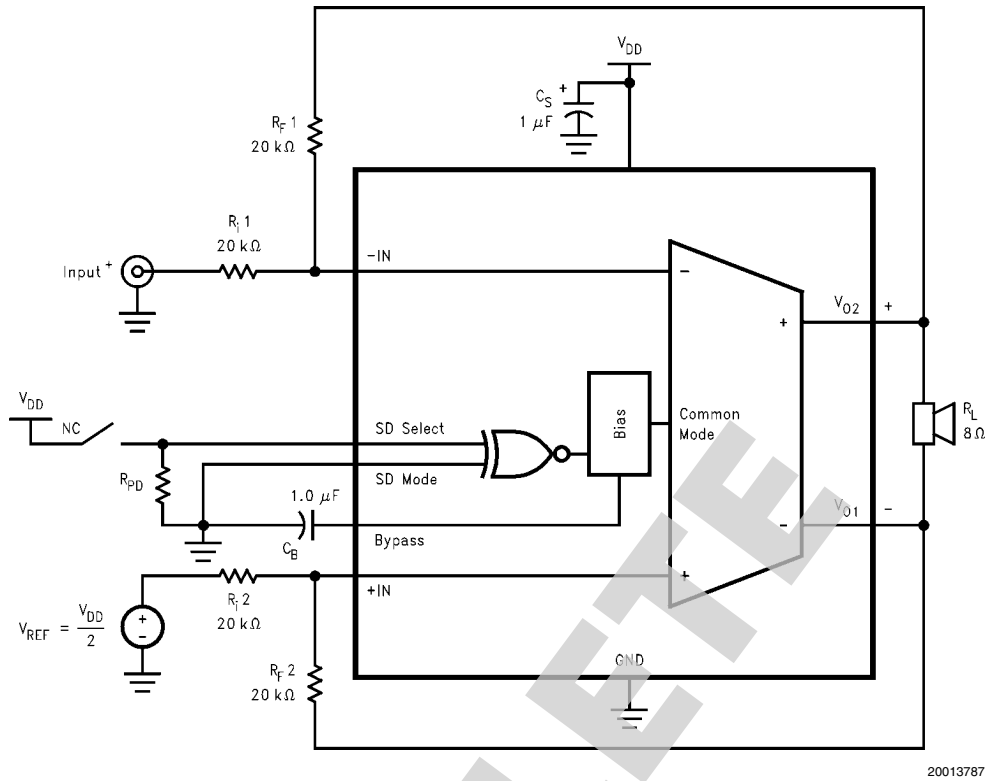 V_DD
C_S +
1 μF
R_F 1
20 kΩ
R_i 1
20 kΩ
Input +
-IN
-
V_O2 +
+
V_DD
NC
SD Select
Bias
Common
Mode
R_L
8 Ω
R_PD
SD Mode
1.0 μF
C_B
Bypass
V_O1 -
-
+IN
+
R_i 2
20 kΩ
V_REF = V_DD/2
+
-
R_F 2
20 kΩ
GND
ETE
20013787